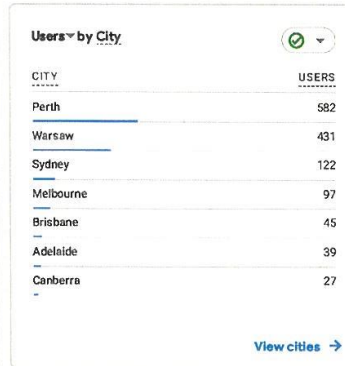 Users by City
CITY USERS
Perth 582
Warsaw 431
Sydney 122
Melbourne 97
Brisbane 45
Adelaide 39
Canberra 27
View cities